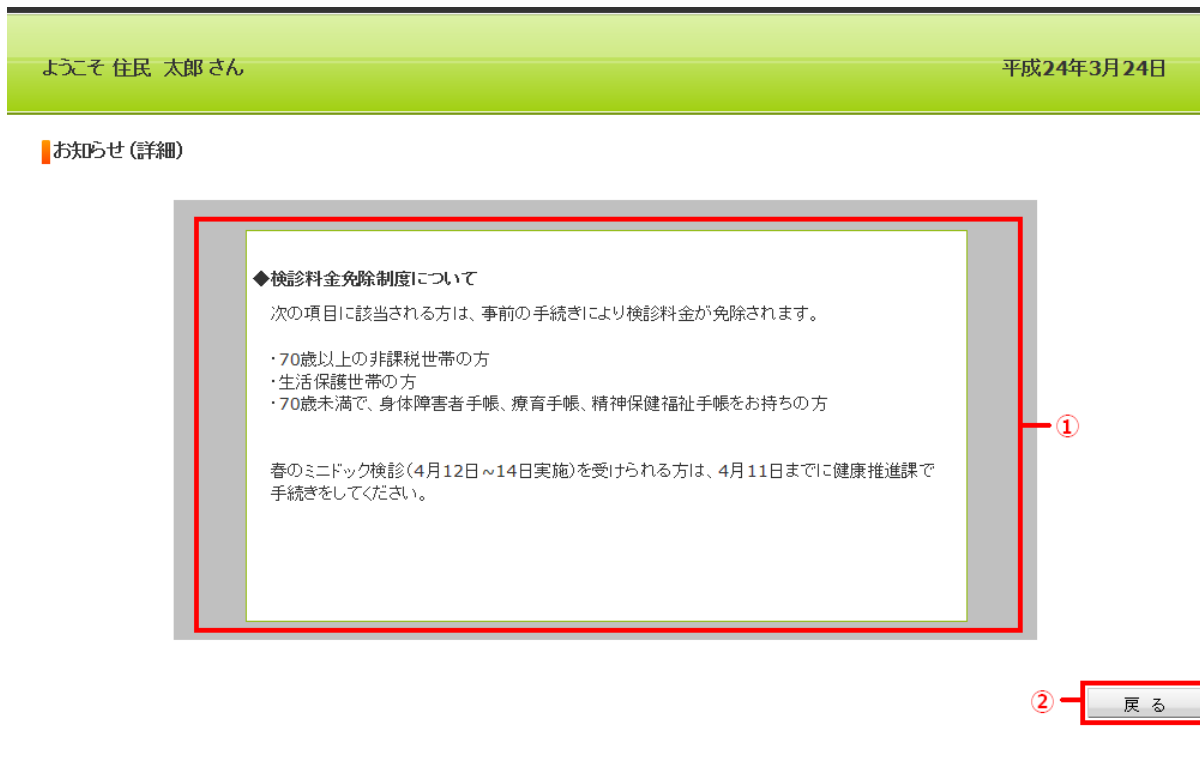 ようこそ 住民 太郎 さん
平成24年3月24日
お知らせ (詳細)
◆検診料金免除制度について
次の項目に該当される方は、事前の手続きにより検診料金が免除されます。
・70歳以上の非課税世帯の方
・生活保護世帯の方
・70歳未満で、身体障害者手帳、療育手帳、精神保健福祉手帳をお持ちの方
①
春のミニドック検診(4月12日~14日実施)を受けられる方は、4月11日までに健康推進課で
手続きをしてください。
②
戻 る